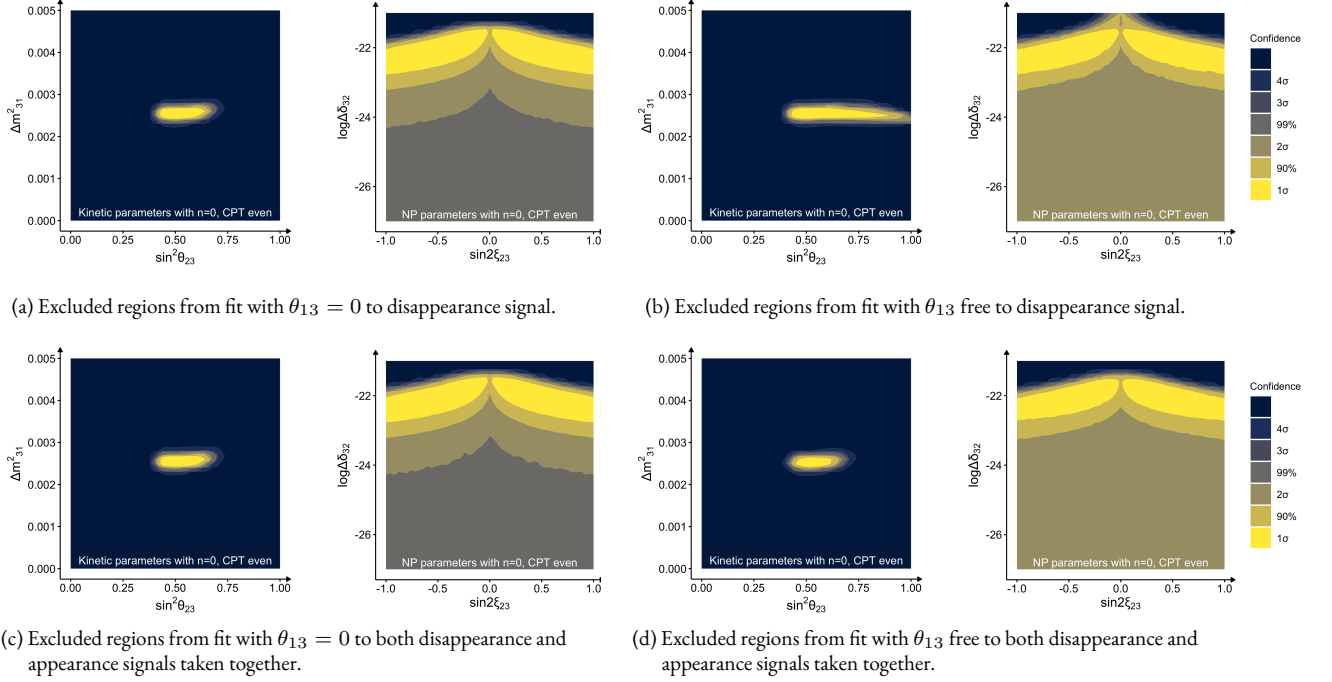 0.005
0.004
0.003
0.002
0.001
0.000
Δm²₃₁
Kinetic parameters with n=0, CPT even
0.00 0.25 0.50 0.75 1.00
sin²θ₂₃
-22
-24
-26
logΔδ₃₂
NP parameters with n=0, CPT even
-1.0 -0.5 0.0 0.5 1.0
sin2ξ₂₃
0.005
0.004
0.003
0.002
0.001
0.000
Δm²₃₁
Kinetic parameters with n=0, CPT even
0.00 0.25 0.50 0.75 1.00
sin²θ₂₃
-22
-24
-26
logΔδ₃₂
NP parameters with n=0, CPT even
-1.0 -0.5 0.0 0.5 1.0
sin2ξ₂₃
Confidence
4σ
3σ
99%
2σ
90%
1σ
(a) Excluded regions from fit with θ₁₃ = 0 to disappearance signal.
(b) Excluded regions from fit with θ₁₃ free to disappearance signal.
0.005
0.004
0.003
0.002
0.001
0.000
Δm²₃₁
Kinetic parameters with n=0, CPT even
0.00 0.25 0.50 0.75 1.00
sin²θ₂₃
-22
-24
-26
logΔδ₃₂
NP parameters with n=0, CPT even
-1.0 -0.5 0.0 0.5 1.0
sin2ξ₂₃
0.005
0.004
0.003
0.002
0.001
0.000
Δm²₃₁
Kinetic parameters with n=0, CPT even
0.00 0.25 0.50 0.75 1.00
sin²θ₂₃
-22
-24
-26
logΔδ₃₂
NP parameters with n=0, CPT even
-1.0 -0.5 0.0 0.5 1.0
sin2ξ₂₃
Confidence
4σ
3σ
99%
2σ
90%
1σ
(c) Excluded regions from fit with θ₁₃ = 0 to both disappearance and
appearance signals taken together.
(d) Excluded regions from fit with θ₁₃ free to both disappearance and
appearance signals taken together.